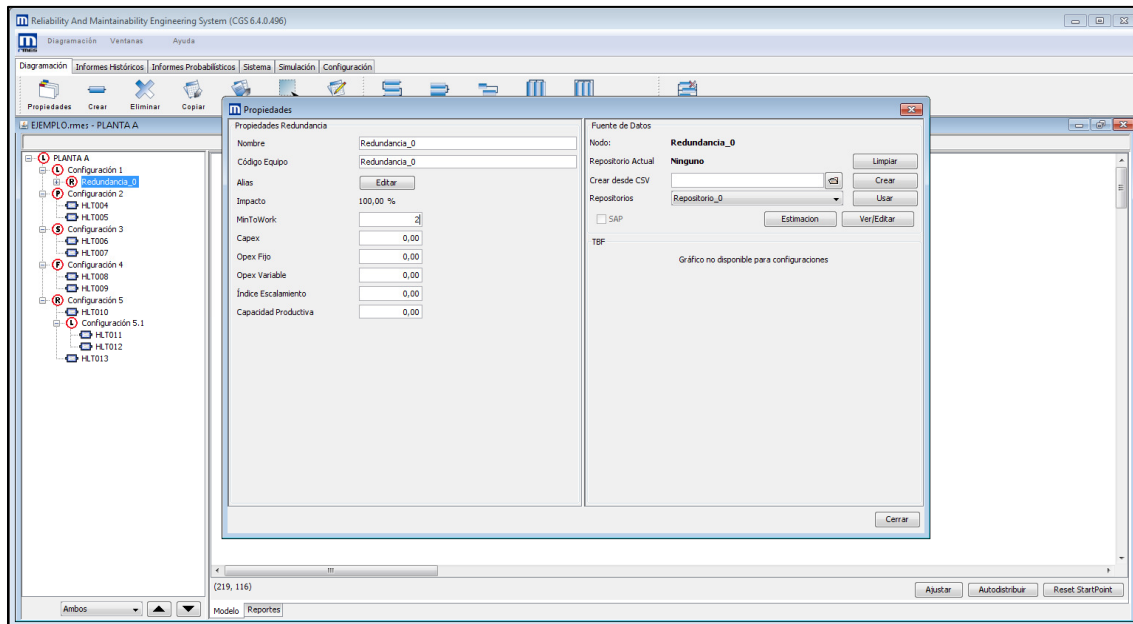 Reliability And Maintainability Engineering System (CGS 6.4.0.496)
Diagramación Ventanas Ayuda
Diagramación Informes Históricos Informes Probabilísticos Sistema Simulación Configuración
Propiedades Crear Eliminar Copiar
EJEMPLO.rmes - PLANTA A
L PLANTA A
L Configuración 1
R Redundancia_0
P Configuración 2
HLT004
HLT005
S Configuración 3
HLT006
HLT007
F Configuración 4
HLT008
HLT009
R Configuración 5
HLT010
L Configuración 5.1
HLT011
HLT012
HLT013
Ambos
Propiedades
Propiedades Redundancia
Nombre Redundancia_0
Código Equipo Redundancia_0
Alias Editar
Impacto 100,00 %
MinToWork 2
Capex 0,00
Opex Fijo 0,00
Opex Variable 0,00
Índice Escalamiento 0,00
Capacidad Productiva 0,00
Fuente de Datos
Nodo: Redundancia_0
Repositorio Actual Ninguno Limpiar
Crear desde CSV Crear
Repositorios Repositorio_0 Usar
SAP Estimacion Ver/Editar
TBF
Gráfico no disponible para configuraciones
Cerrar
(219, 116)
Ajustar Autodistribuir Reset StartPoint
Modelo Reportes